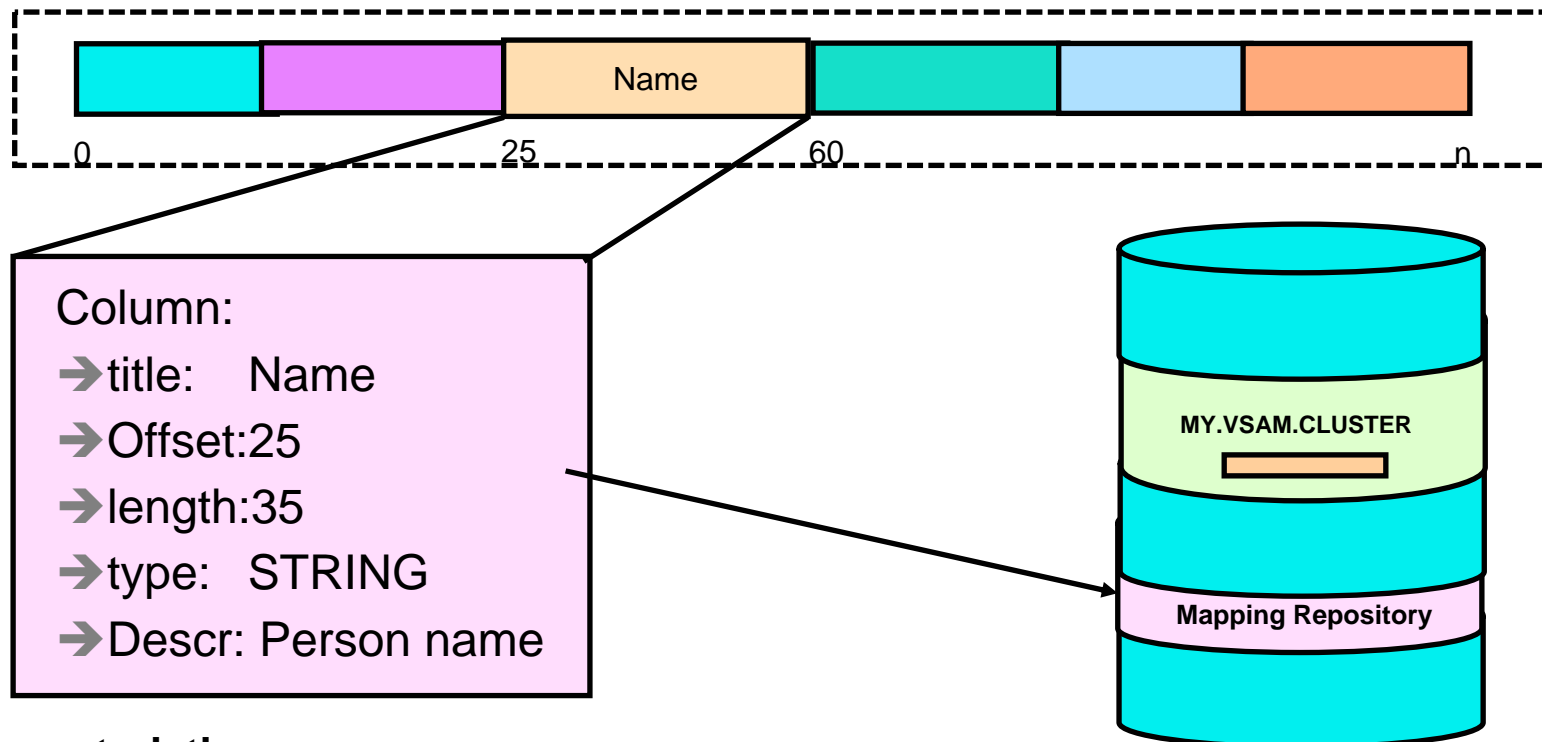 Name
0 25 60 n
Column:
➔title: Name
➔Offset:25
➔length:35
➔type: STRING
➔Descr: Person name
MY.VSAM.CLUSTER
Mapping Repository